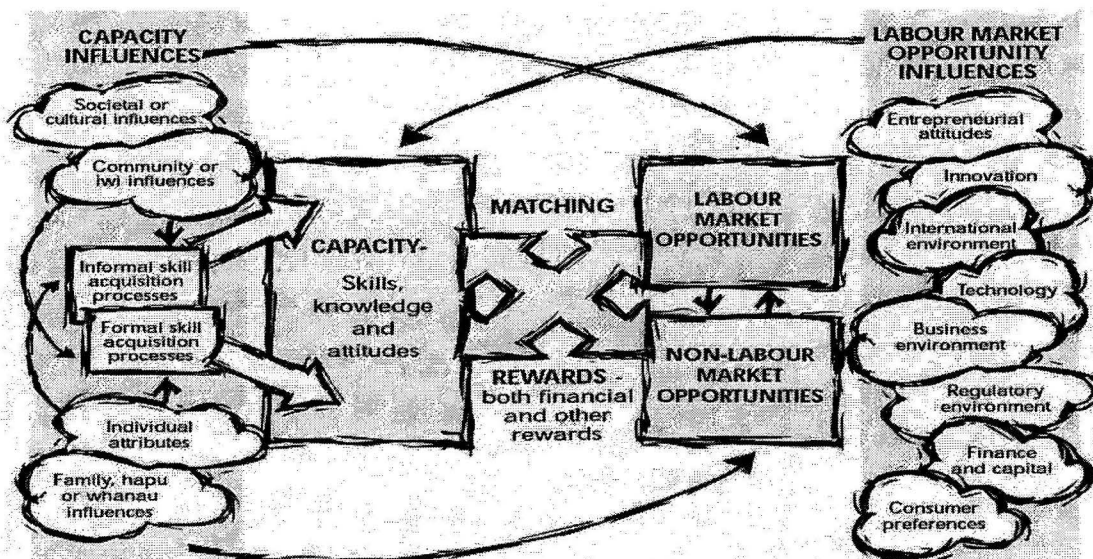 CAPACITY
INFLUENCES
Societal or
cultural influences
Community or
iwi influences
Informal skill
acquisition
processes
Formal skill
acquisition
processes
Individual
attributes
Family, hapu
or whanau
influences
CAPACITY-
Skills,
knowledge
and
attitudes
MATCHING
REWARDS -
both financial
and other
rewards
LABOUR
MARKET
OPPORTUNITIES
NON-LABOUR
MARKET
OPPORTUNITIES
LABOUR MARKET
OPPORTUNITY
INFLUENCES
Entrepreneurial
attitudes
Innovation
International
environment
Technology
Business
environment
Regulatory
environment
Finance
and capital
Consumer
preferences